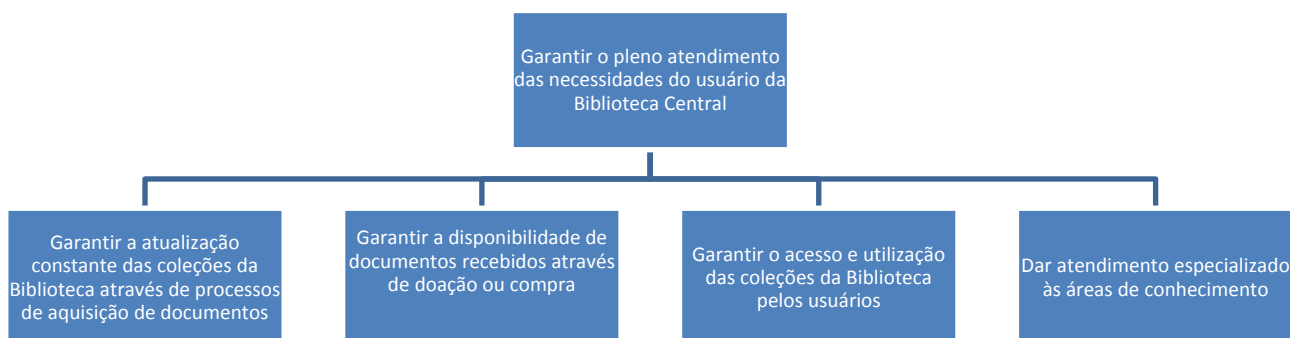 Garantir o pleno atendimento
das necessidades do usuário da
Biblioteca Central
Garantir a atualização
constante das coleções da
Biblioteca através de processos
de aquisição de documentos
Garantir a disponibilidade de
documentos recebidos através
de doação ou compra
Garantir o acesso e utilização
das coleções da Biblioteca
pelos usuários
Dar atendimento especializado
às áreas de conhecimento